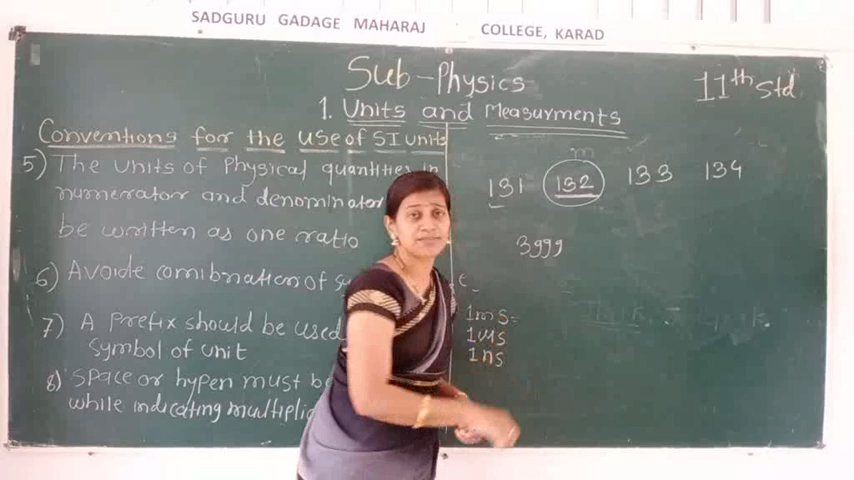 SADGURU GADAGE MAHARAJ COLLEGE, KARAD
Sub-Physics
11th Std
1. Units and Measurments
Conventions for the use of SI units
5) The units of Physical quantities in
numerator and denominator
be written as one ratio
6) Avoide comibnation of
7) A prefix should be used
symbol of unit
8) Space or hypen must be
while indicating
131 132 133 134
m
3999
1ms=
1μs
1ns